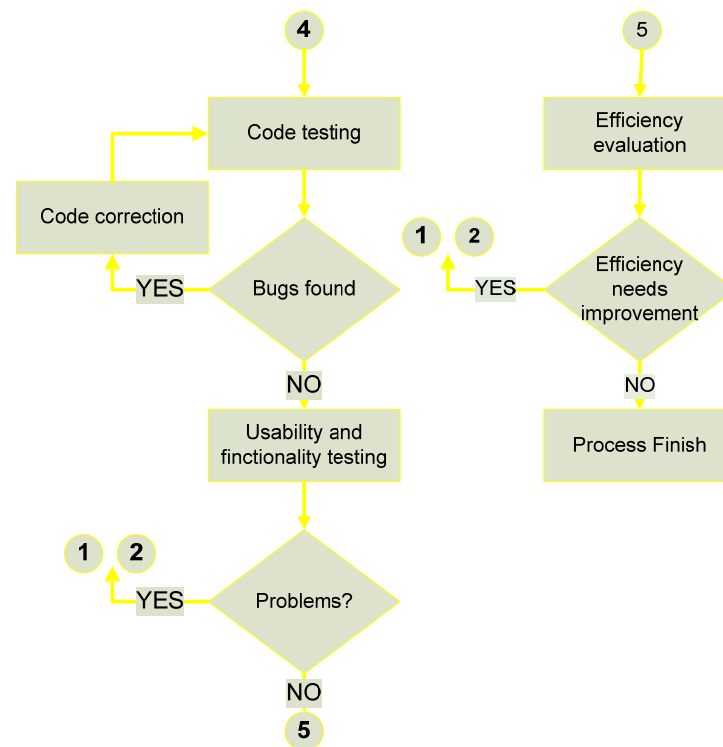 4
Code testing
Code correction
YES
Bugs found
NO
Usability and
finctionality testing
1 2
YES
Problems?
NO
5
5
Efficiency
evaluation
1 2
YES
Efficiency
needs
improvement
NO
Process Finish